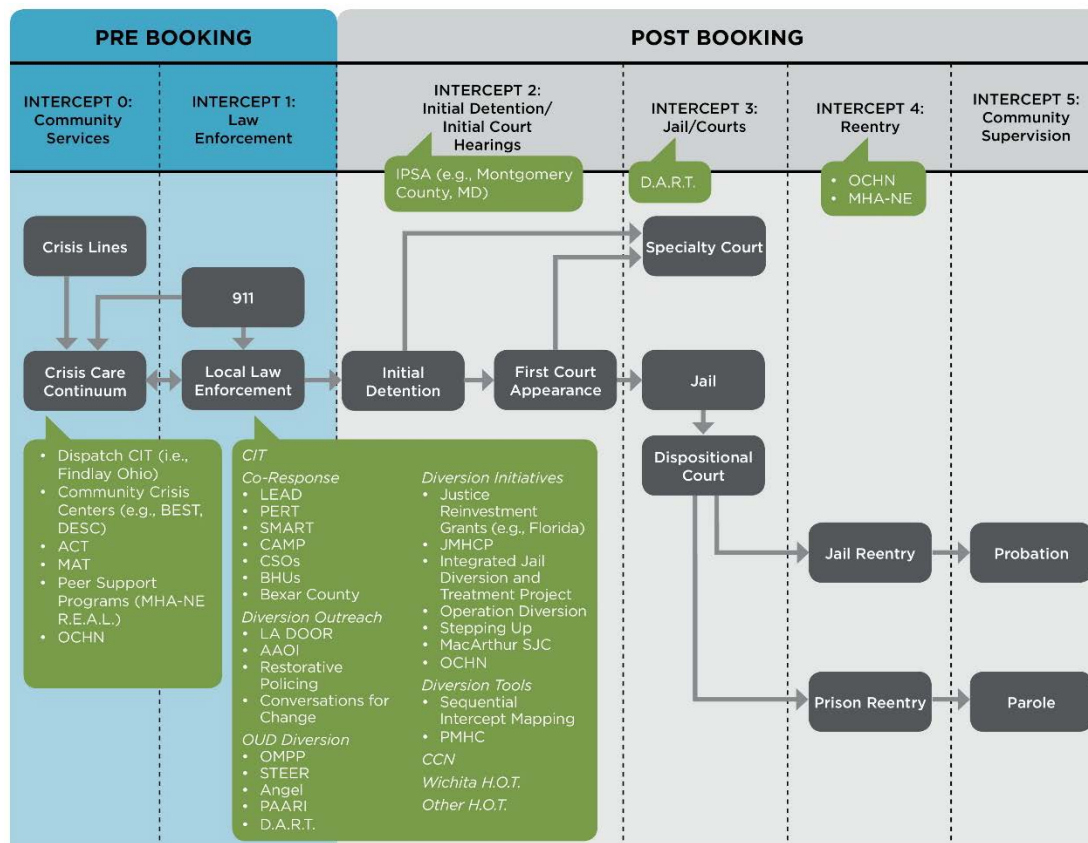 PRE BOOKING
POST BOOKING
INTERCEPT 0:
Community
Services
INTERCEPT 1:
Law
Enforcement
INTERCEPT 2:
Initial Detention/
Initial Court
Hearings
INTERCEPT 3:
Jail/Courts
INTERCEPT 4:
Reentry
INTERCEPT 5:
Community
Supervision
IPSA (e.g., Montgomery
County, MD)
D.A.R.T.
• OCHN
• MHA-NE
Crisis Lines
911
Specialty Court
Crisis Care
Continuum
Local Law
Enforcement
Initial
Detention
First Court
Appearance
Jail
Dispositional
Court
Jail Reentry
Probation
Prison Reentry
Parole
• Dispatch CIT (i.e.,
Findlay Ohio)
• Community Crisis
Centers (e.g., BEST,
DESC)
• ACT
• MAT
• Peer Support
Programs (MHA-NE
R.E.A.L.)
• OCHN
CIT
Co-Response
• LEAD
• PERT
• SMART
• CAMP
• CSOs
• BHUs
• Bexar County
Diversion Outreach
• LA DOOR
• AAOI
• Restorative
Policing
• Conversations for
Change
OUD Diversion
• OMPP
• STEER
• Angel
• PAARI
• D.A.R.T.
Diversion Initiatives
• Justice
Reinvestment
Grants (e.g., Florida)
• JMHCP
• Integrated Jail
Diversion and
Treatment Project
• Operation Diversion
• Stepping Up
• MacArthur SJC
• OCHN
Diversion Tools
• Sequential
Intercept Mapping
• PMHC
CCN
Wichita H.O.T.
Other H.O.T.